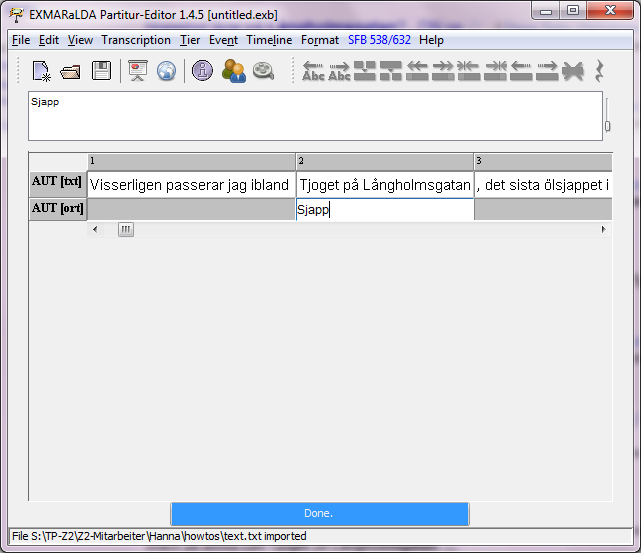 EXMARaLDA Partitur-Editor 1.4.5 [untitled.exb]
File Edit View Transcription Tier Event Timeline Format SFB 538/632 Help
Abc Abc
Sjapp
1 2 3
AUT [txt] Visserligen passerar jag ibland Tjoget på Långholmsgatan , det sista ölsjappet i
AUT [ort] Sjapp
Done.
File S:\TP-Z2\Z2-Mitarbeiter\Hanna\howtos\text.txt imported